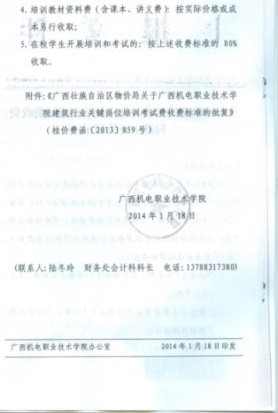 4. 培训教材资料费（含课本、讲义费）：按实际价格或成
本另行收取；
5. 在校学生开展培训和考试的：按上述收费标准的 80%
收取。
附件：《广西壮族自治区物价局关于广西机电职业技术学
院建筑行业关键岗位培训考试费收费标准的批复》
（桂价费函〔2013〕859 号）
广西机电职业技术学院
2014 年 1 月 18 日
（联系人：陆冬玲 财务处会计科科长 电话：13788317380）
广西机电职业技术学院办公室 2014 年 1 月 18 日印发